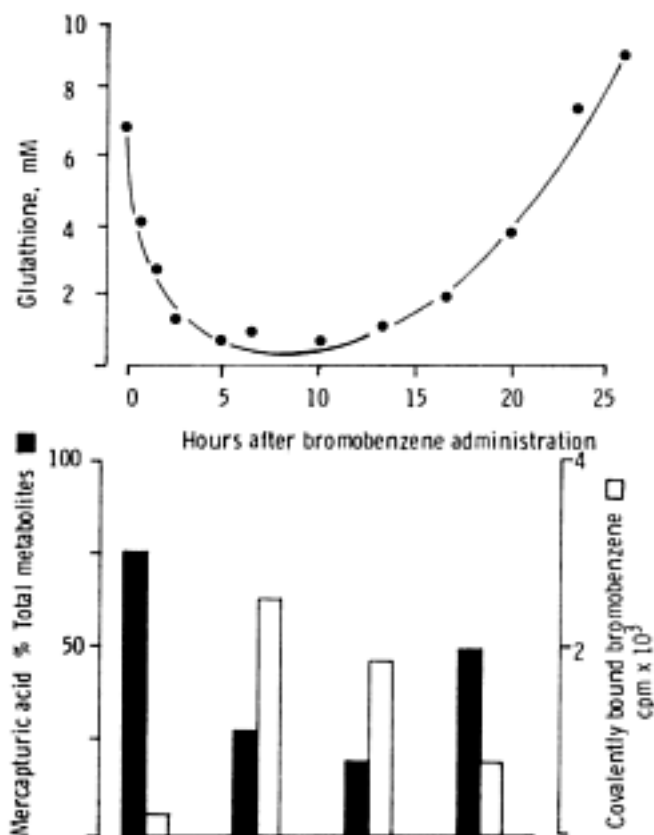 10
8
6
4
2
Glutathione, mM
0 5 10 15 20 25
Hours after bromobenzene administration
Mercapturic acid % Total metabolites
100
50
4
2
0
Covalently bound bromobenzene
cpm x 10³